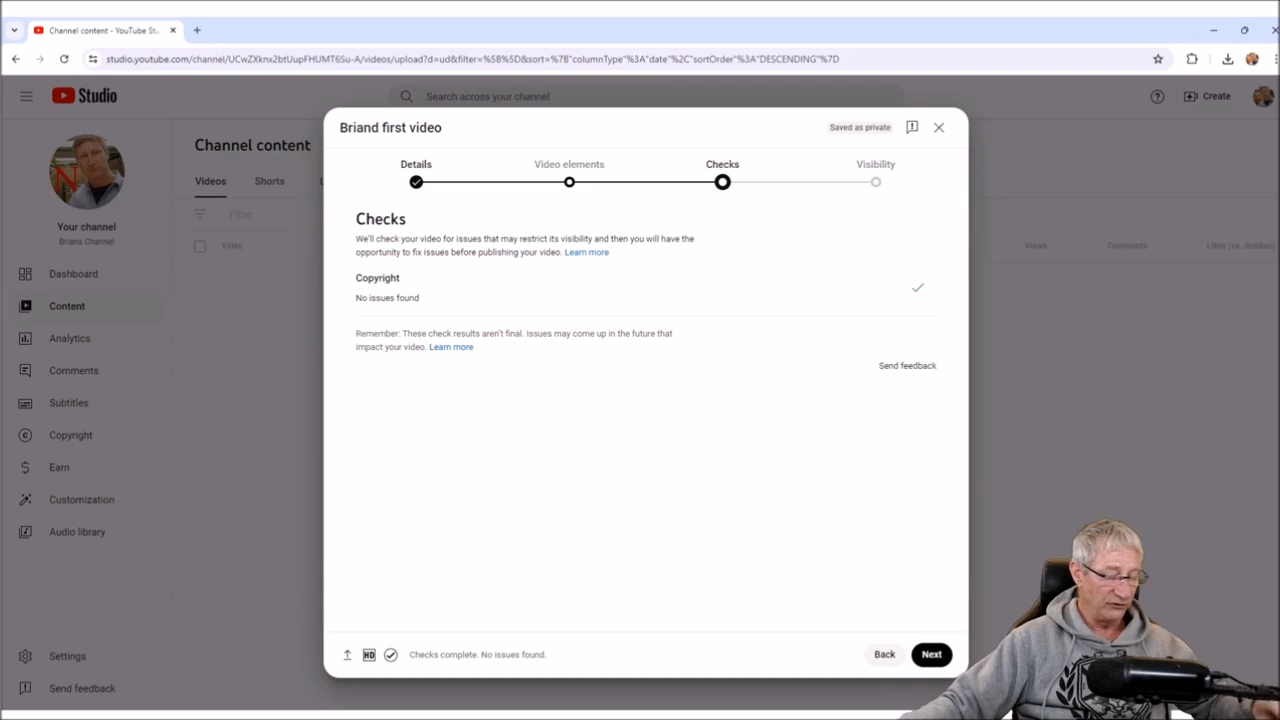 Channel content - YouTube Stu
studio.youtube.com/channel/UCwZXknx2btUupFHUMT6Su-A/videos/upload?d=ud&filter=%5B%5D&sort=%7B"columnType"%3A"date"%2C"sortOrder"%3A"DESCENDING"%7D
Studio
Search across your channel
Create
Your channel
Brians Channel
Dashboard
Content
Analytics
Comments
Subtitles
Copyright
Earn
Customization
Audio library
Settings
Send feedback
Channel content
Videos
Shorts
L
Filter
Video
Views
Comments
Likes (vs. dislikes)
Briand first video
Saved as private
Details
Video elements
Checks
Visibility
Checks
We'll check your video for issues that may restrict its visibility and then you will have the
opportunity to fix issues before publishing your video. Learn more
Copyright
No issues found
Remember: These check results aren't final. Issues may come up in the future that
impact your video. Learn more
Send feedback
HD
Checks complete. No issues found.
Back
Next